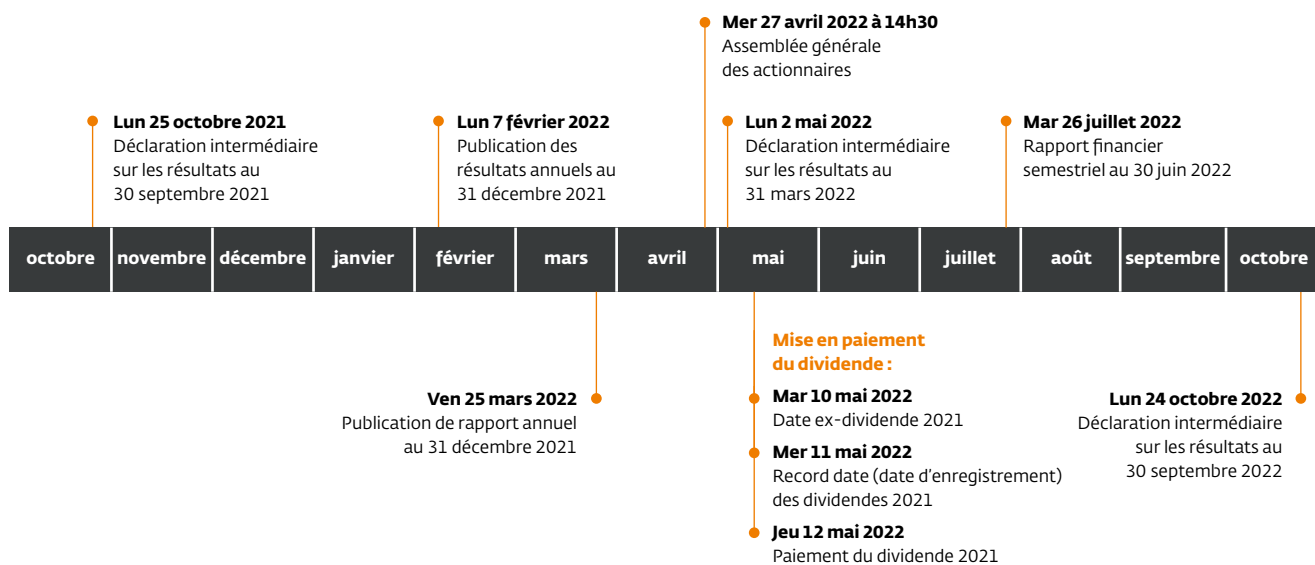 Mer 27 avril 2022 à 14h30
Assemblée générale
des actionnaires
Lun 25 octobre 2021
Déclaration intermédiaire
sur les résultats au
30 septembre 2021
Lun 7 février 2022
Publication des
résultats annuels au
31 décembre 2021
Lun 2 mai 2022
Déclaration intermédiaire
sur les résultats au
31 mars 2022
Mar 26 juillet 2022
Rapport financier
semestriel au 30 juin 2022
octobre novembre décembre janvier février mars avril mai juin juillet août septembre octobre
Ven 25 mars 2022
Publication de rapport annuel
au 31 décembre 2021
Mise en paiement
du dividende :
Mar 10 mai 2022
Date ex-dividende 2021
Mer 11 mai 2022
Record date (date d'enregistrement)
des dividendes 2021
Jeu 12 mai 2022
Paiement du dividende 2021
Lun 24 octobre 2022
Déclaration intermédiaire
sur les résultats au
30 septembre 2022